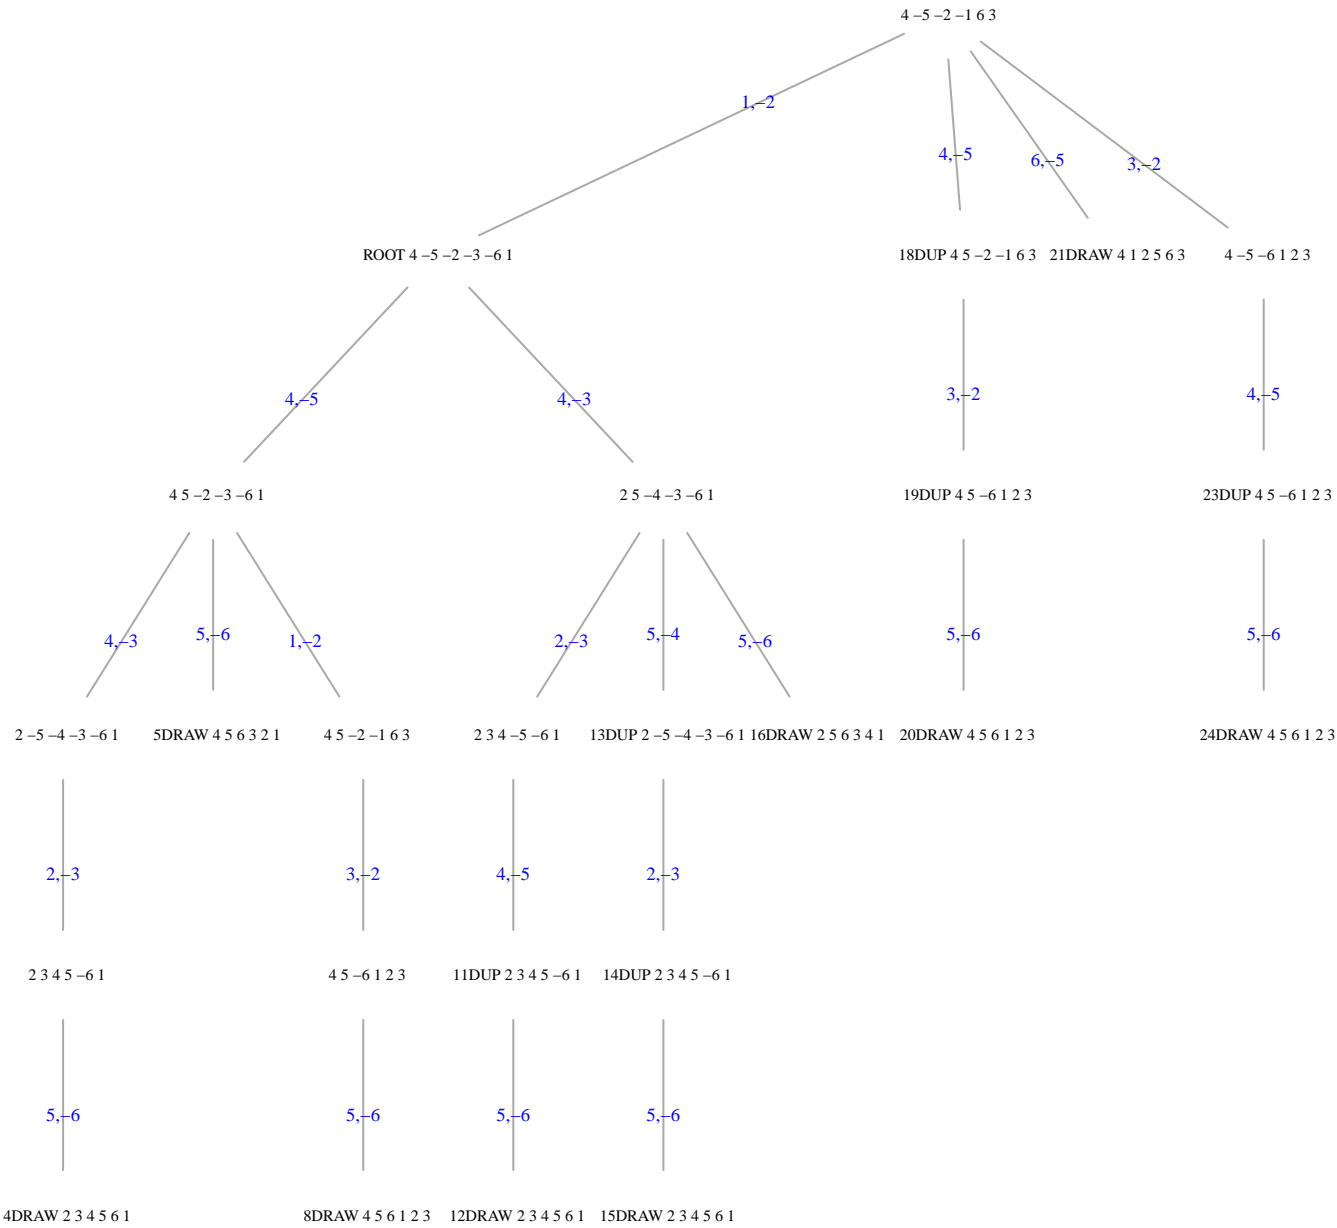 4 –5 –2 –1 6 3
1,–2
4,–5
6,–5
3,–2
ROOT 4 –5 –2 –3 –6 1
18DUP 4 5 –2 –1 6 3
21DRAW 4 1 2 5 6 3
4 –5 –6 1 2 3
4,–5
4,–3
3,–2
4,–5
4 5 –2 –3 –6 1
2 5 –4 –3 –6 1
19DUP 4 5 –6 1 2 3
23DUP 4 5 –6 1 2 3
4,–3
5,–6
1,–2
2,–3
5,–4
5,–6
5,–6
5,–6
2 –5 –4 –3 –6 1
5DRAW 4 5 6 3 2 1
4 5 –2 –1 6 3
2 3 4 –5 –6 1
13DUP 2 –5 –4 –3 –6 1
16DRAW 2 5 6 3 4 1
20DRAW 4 5 6 1 2 3
24DRAW 4 5 6 1 2 3
2,–3
3,–2
4,–5
2,–3
2 3 4 5 –6 1
4 5 –6 1 2 3
11DUP 2 3 4 5 –6 1
14DUP 2 3 4 5 –6 1
5,–6
5,–6
5,–6
5,–6
4DRAW 2 3 4 5 6 1
8DRAW 4 5 6 1 2 3
12DRAW 2 3 4 5 6 1
15DRAW 2 3 4 5 6 1